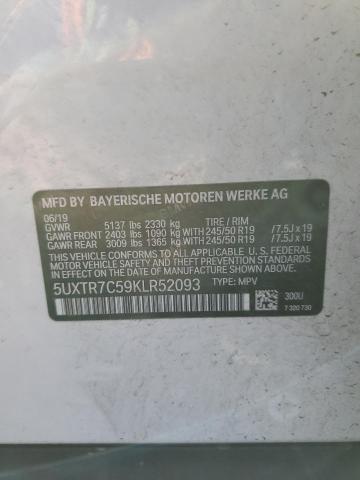 MFD BY BAYERISCHE MOTOREN WERKE AG
06/19
GVWR 5137 lbs 2330 kg TIRE / RIM
GAWR FRONT 2403 lbs 1090 kg WITH 245/50 R19 /7.5J x 19
GAWR REAR 3009 lbs 1365 kg WITH 245/50 R19 /7.5J x 19
THIS VEHICLE CONFORMS TO ALL APPLICABLE U. S. FEDERAL
MOTOR VEHICLE SAFETY STANDARDS IN EFFECT
ON THE DATE OF MANUFACTURE SHOWN ABOVE.
5UXTR7C59KLR52093 TYPE: MPV
300U
7 320 730